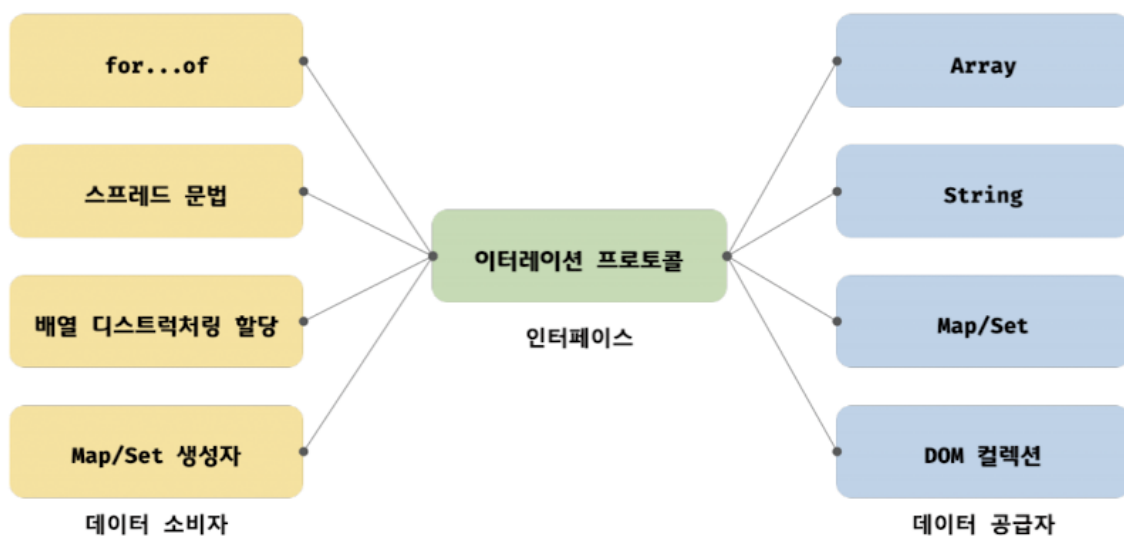 for...of
스프레드 문법
배열 디스트럭처링 할당
Map/Set 생성자
데이터 소비자
이터레이션 프로토콜
인터페이스
Array
String
Map/Set
DOM 컬렉션
데이터 공급자